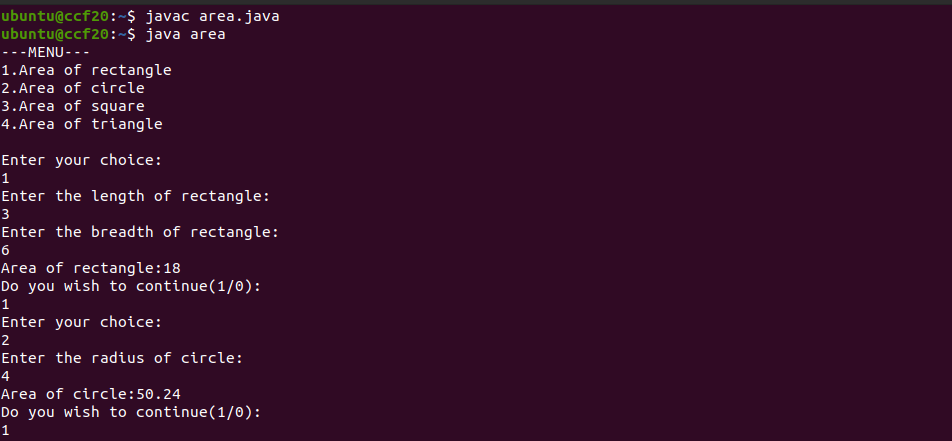 ubuntu@ccf20:~$ javac area.java
ubuntu@ccf20:~$ java area
---MENU---
1.Area of rectangle
2.Area of circle
3.Area of square
4.Area of triangle
Enter your choice:
1
Enter the length of rectangle:
3
Enter the breadth of rectangle:
6
Area of rectangle:18
Do you wish to continue(1/0):
1
Enter your choice:
2
Enter the radius of circle:
4
Area of circle:50.24
Do you wish to continue(1/0):
1